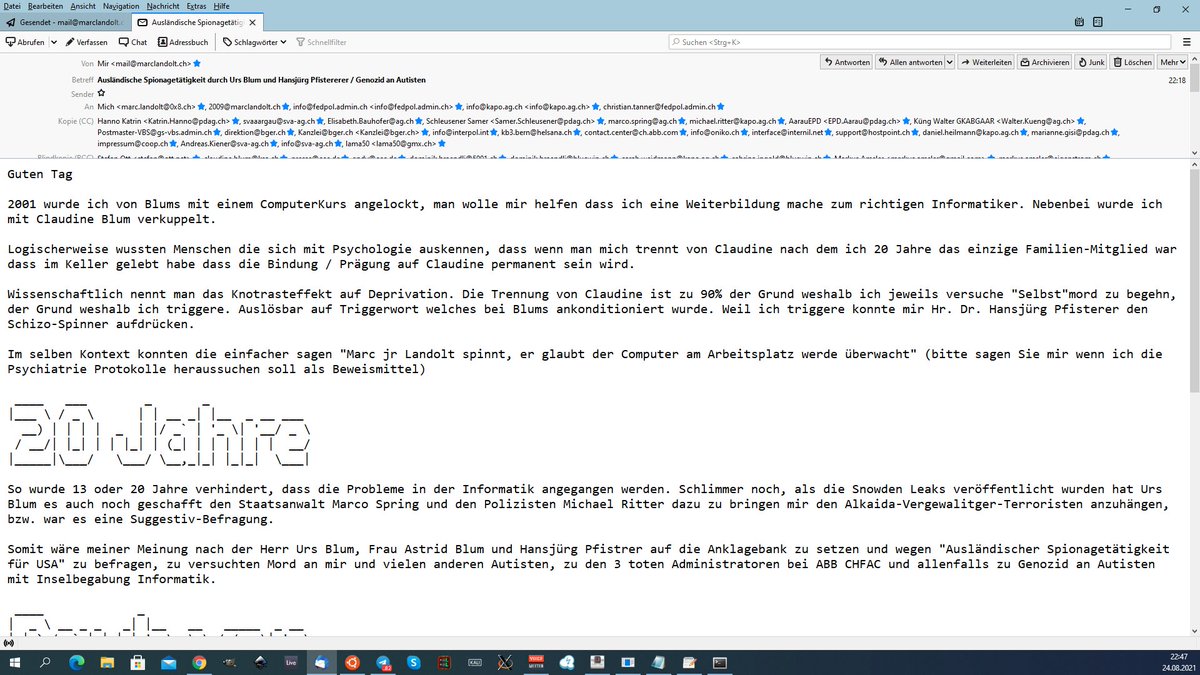 Datei Bearbeiten Ansicht Navigation Nachricht Extras Hilfe
Gesendet - mail@marclandolt.c
Ausländische Spionagetätig
Abrufen Verfassen Chat Adressbuch Schlagwörter Schnellfilter Suchen <Strg+K>
Von Mir <mail@marclandolt.ch>
Antworten Allen antworten Weiterleiten Archivieren Junk Löschen Mehr
Betreff Ausländische Spionagetätigkeit durch Urs Blum und Hansjürg Pfistererer / Genozid an Autisten 22:18
Sender
An Mich <marc.landolt@0x8.ch> , 2009@marclandolt.ch , info@fedpol.admin.ch <info@fedpol.admin.ch> , info@kapo.ag.ch <info@kapo.ag.ch> , christian.tanner@fedpol.admin.ch
Kopie (CC) Hanno Katrin <Katrin.Hanno@pdag.ch> , svaaargau@sva-ag.ch , Elisabeth.Bauhofer@ag.ch , Schleusener Samer <Samer.Schleusener@pdag.ch> , marco.spring@ag.ch , michael.ritter@kapo.ag.ch , AarauEPD <EPD.Aarau@pdag.ch> , Küng Walter GKABGAAR <Walter.Kueng@ag.ch> ,
Postmaster-VBS@gs-vbs.admin.ch , direktion@bger.ch , Kanzlei@bger.ch <Kanzlei@bger.ch> , info@interpol.int , kb3.bern@helsana.ch , contact.center@ch.abb.com , info@oniko.ch , interface@internil.net , support@hostpoint.ch , daniel.heilmann@kapo.ag.ch , marianne.gisi@pdag.ch ,
impressum@coop.ch , Andreas.Kiener@sva-ag.ch , info@sva-ag.ch , lama50 <lama50@gmx.ch>
Guten Tag
2001 wurde ich von Blums mit einem ComputerKurs angelockt, man wolle mir helfen dass ich eine Weiterbildung mache zum richtigen Informatiker. Nebenbei wurde ich
mit Claudine Blum verkuppelt.
Logischerweise wussten Menschen die sich mit Psychologie auskennen, dass wenn man mich trennt von Claudine nach dem ich 20 Jahre das einzige Familien-Mitglied war
dass im Keller gelebt habe dass die Bindung / Prägung auf Claudine permanent sein wird.
Wissenschaftlich nennt man das Knotrasteffekt auf Deprivation. Die Trennung von Claudine ist zu 90% der Grund weshalb ich jeweils versuche "Selbst"mord zu begehn,
der Grund weshalb ich triggere. Auslösbar auf Triggerwort welches bei Blums ankonditioniert wurde. Weil ich triggere konnte mir Hr. Dr. Hansjürg Pfisterer den
Schizo-Spinner aufdrücken.
Im selben Kontext konnten die einfacher sagen "Marc jr Landolt spinnt, er glaubt der Computer am Arbeitsplatz werde überwacht" (bitte sagen Sie mir wenn ich die
Psychiatrie Protokolle heraussuchen soll als Beweismittel)
20 Jahre
So wurde 13 oder 20 Jahre verhindert, dass die Probleme in der Informatik angegangen werden. Schlimmer noch, als die Snowden Leaks veröffentlicht wurden hat Urs
Blum es auch noch geschafft den Staatsanwalt Marco Spring und den Polizisten Michael Ritter dazu zu bringen mir den Alkaida-Vergewalitger-Terroristen anzuhängen,
bzw. war es eine Suggestiv-Befragung.
Somit wäre meiner Meinung nach der Herr Urs Blum, Frau Astrid Blum und Hansjürg Pfistrer auf die Anklagebank zu setzen und wegen "Ausländischer Spionagetätigkeit
für USA" zu befragen, zu versuchten Mord an mir und vielen anderen Autisten, zu den 3 toten Administratoren bei ABB CHFAC und allenfalls zu Genozid an Autisten
mit Inselbegabung Informatik.
22:47
24.08.2021